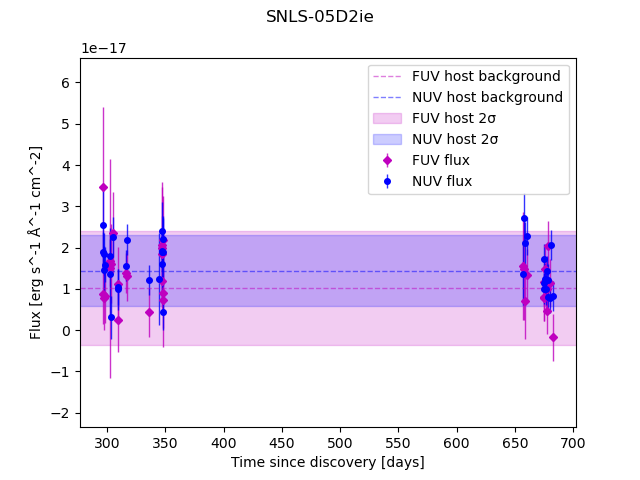 SNLS-05D2ie
1e−17
FUV host background
NUV host background
FUV host 2σ
NUV host 2σ
FUV flux
NUV flux
6
5
4
3
2
1
0
−1
−2
Flux [erg s^-1 Å^-1 cm^-2]
300 350 400 450 500 550 600 650 700
Time since discovery [days]